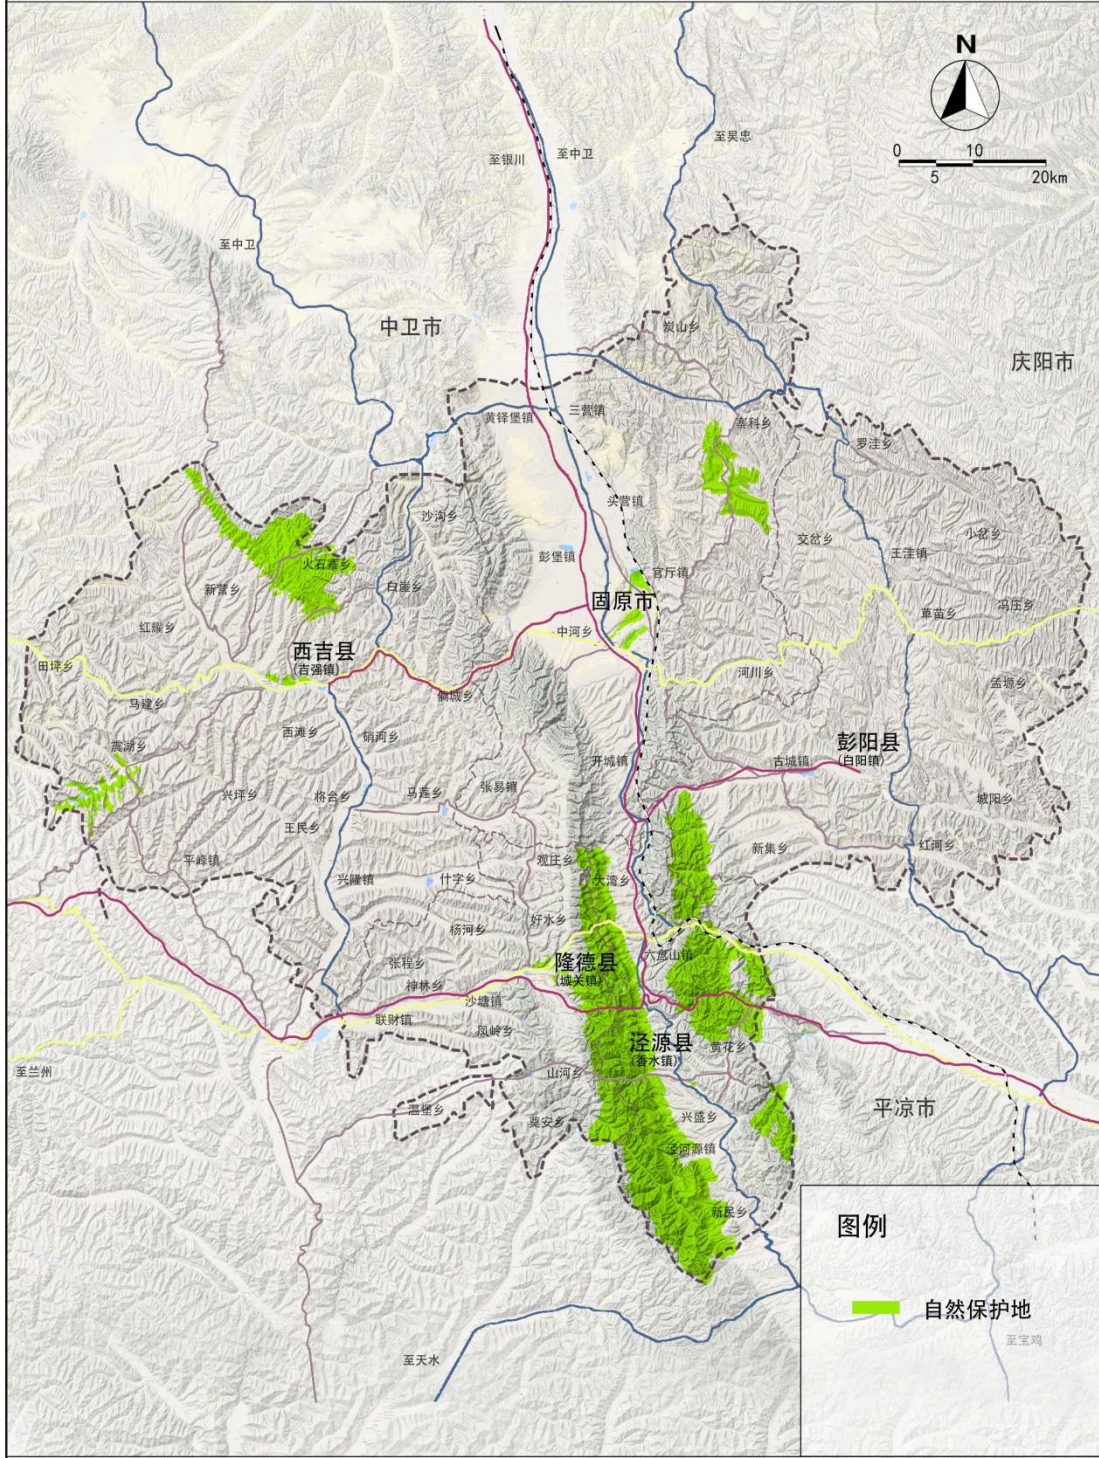 N
0 10
5 20km
至吴忠
至银川
至中卫
至中卫
中卫市
炭山乡
庆阳市
黄铎堡镇
三营镇
寨科乡
罗洼乡
头营镇
沙沟乡
交岔乡
小岔乡
王洼镇
彭堡镇
火石寨乡
官厅镇
新营乡
白崖乡
固原市
草苗乡
冯庄乡
红耀乡
中河乡
西吉县
(吉强镇)
田坪乡
河川乡
孟塬乡
偏城乡
马建乡
西滩乡
硝河乡
震湖乡
彭阳县
(白阳镇)
开城镇
古城镇
张易镇
马莲乡
兴坪乡
将台乡
城阳乡
王民乡
红河乡
新集乡
平峰镇
观庄乡
大湾乡
兴隆镇
什字乡
好水乡
杨河乡
隆德县
(城关镇)
六盘山镇
张程乡
神林乡
沙塘镇
联财镇
凤岭乡
泾源县
(香水镇)
黄花乡
至兰州
山河乡
温堡乡
奠安乡
兴盛乡
平凉市
泾河源镇
新民乡
图例
自然保护地
至宝鸡
至天水